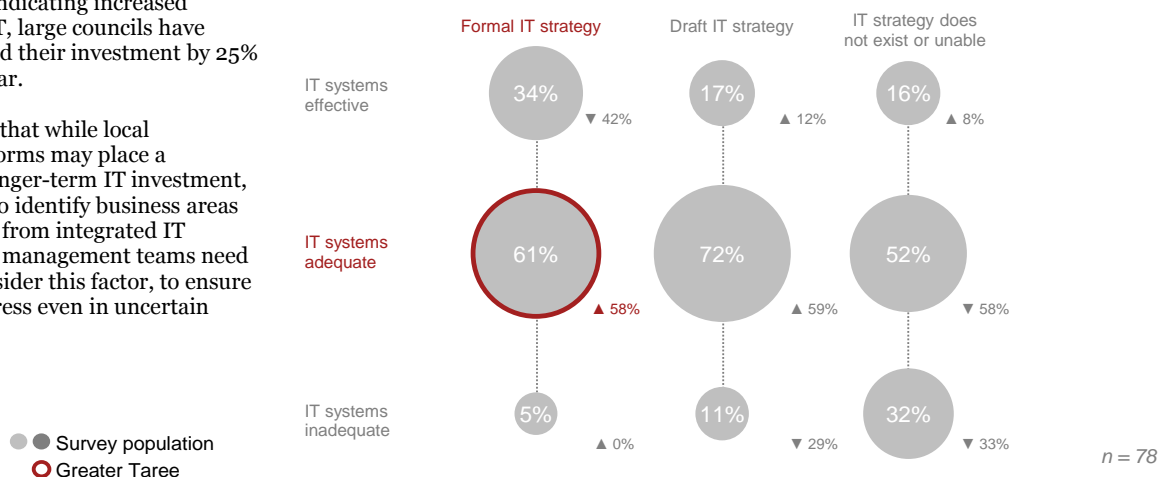 ndicating increased
T, large councils have
d their investment by 25%
ar.
that while local
orms may place a
nger-term IT investment,
o identify business areas
from integrated IT
management teams need
sider this factor, to ensure
ress even in uncertain
Formal IT strategy
Draft IT strategy
IT strategy does
not exist or unable
IT systems
effective
34%
▼ 42%
17%
▲ 12%
16%
▲ 8%
IT systems
adequate
61%
▲ 58%
72%
▲ 59%
52%
▼ 58%
IT systems
inadequate
5%
▲ 0%
11%
▼ 29%
32%
▼ 33%
Survey population
Greater Taree
n = 78